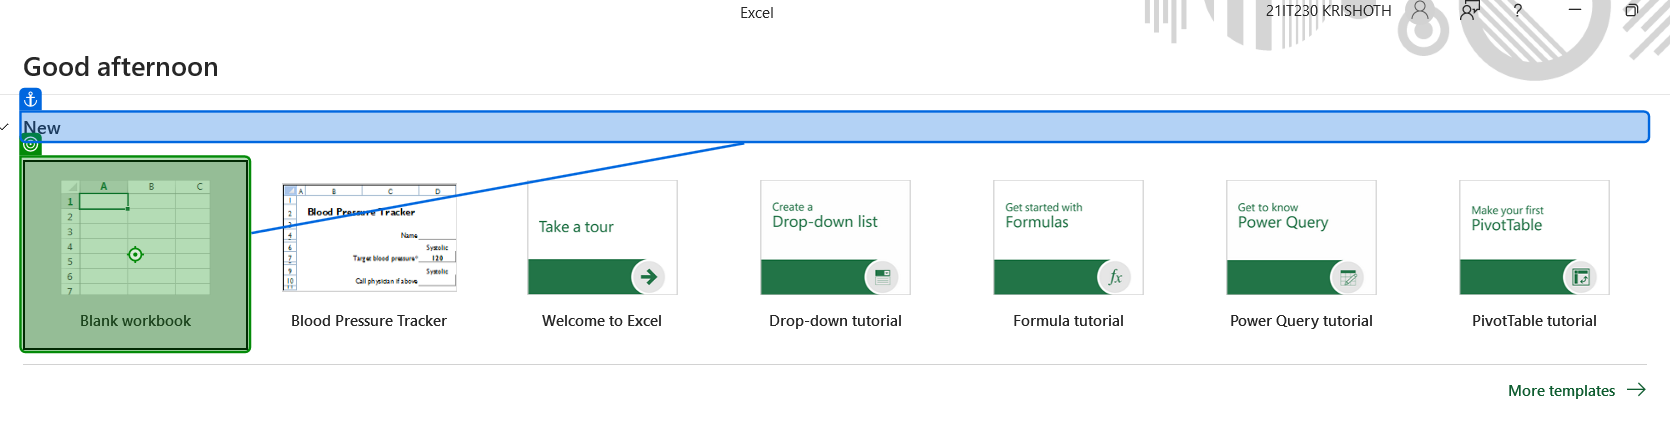 Excel
21IT230 KRISHOTH
?
Good afternoon
New
A B C
1
2
3
4
5
6
7
Blank workbook
A B C D
1
2 Blood Pressure Tracker
3
4 Name
6 Systolic
7 Target blood pressure* 120
9 Systolic
10 Call physician if above
Blood Pressure Tracker
Take a tour
Welcome to Excel
Create a
Drop-down list
Drop-down tutorial
Get started with
Formulas
fx
Formula tutorial
Get to know
Power Query
Power Query tutorial
Make your first
PivotTable
PivotTable tutorial
More templates